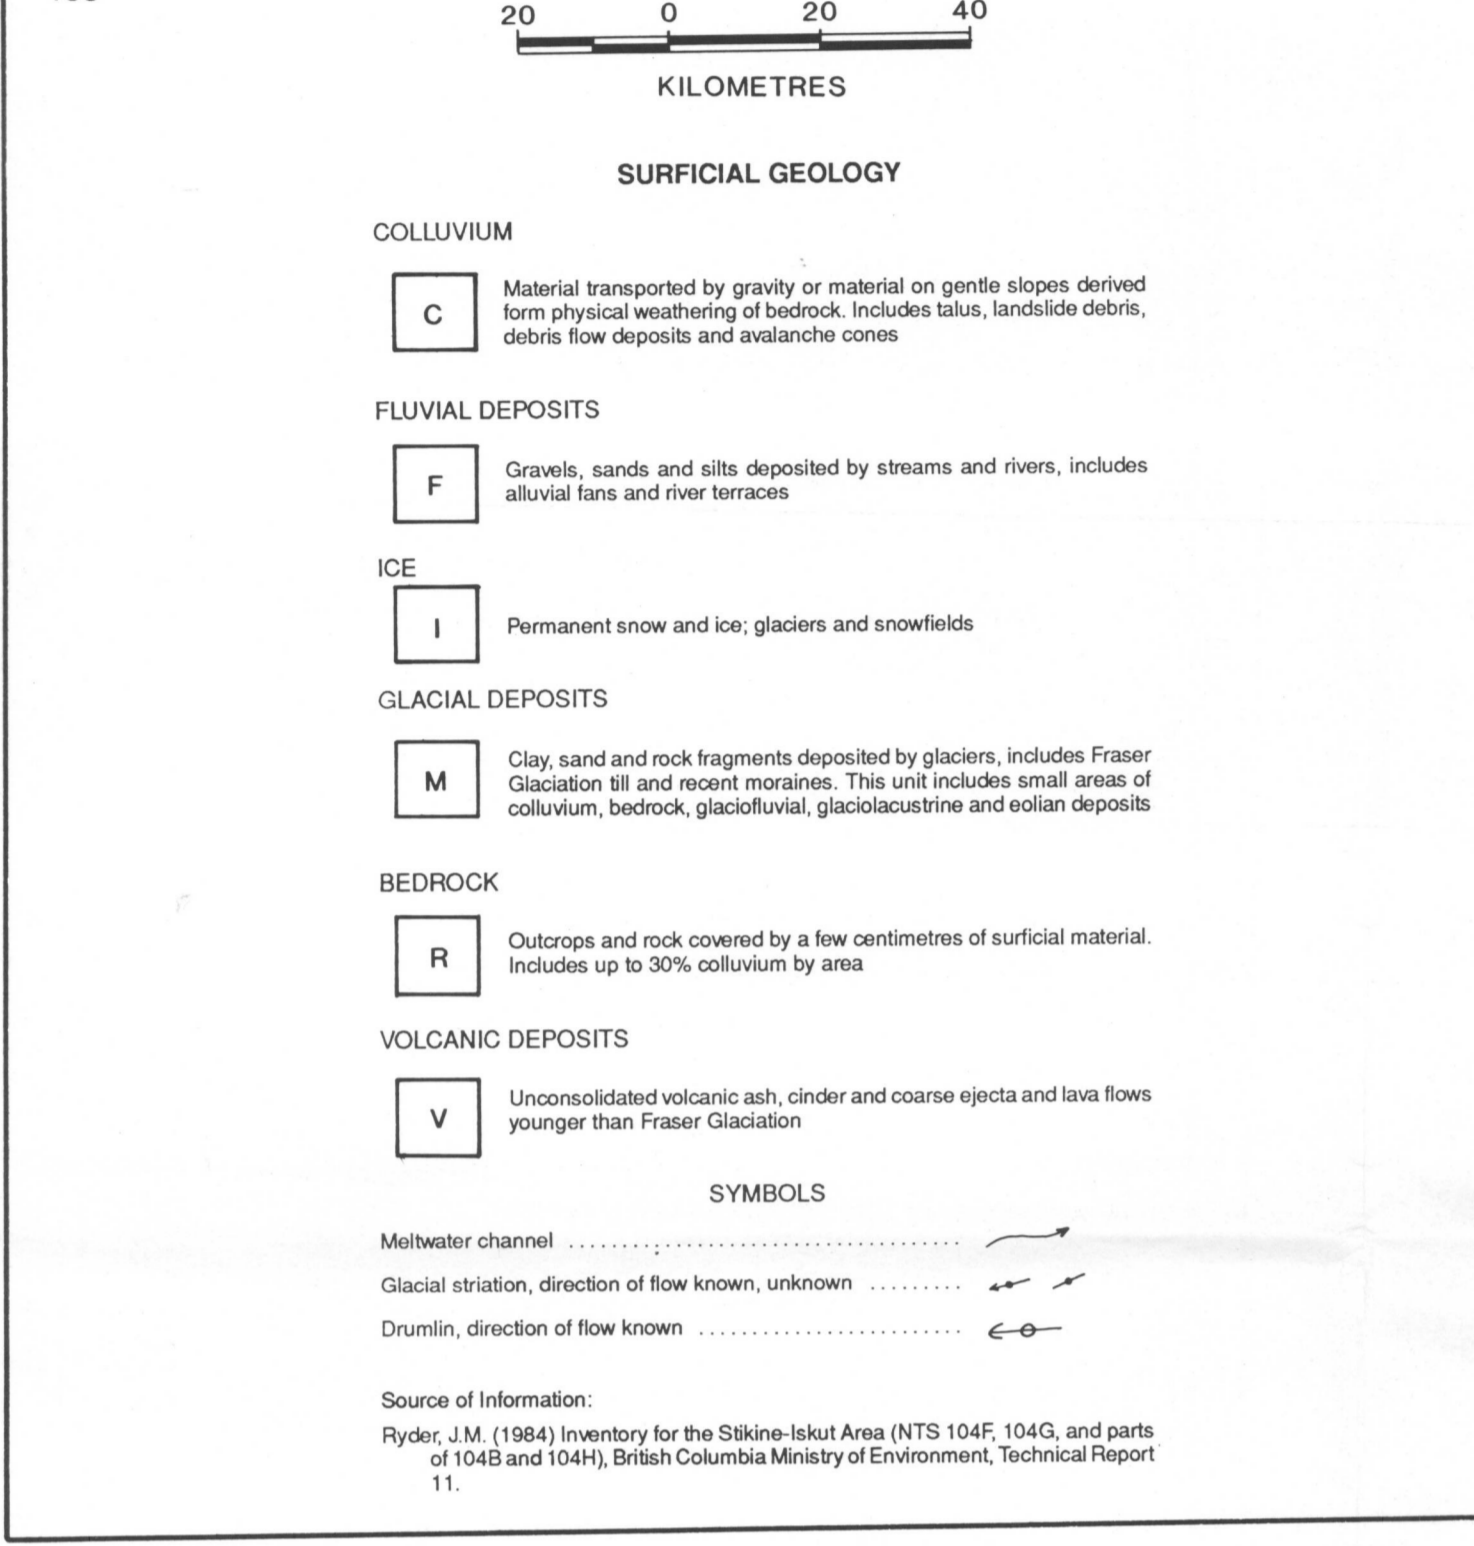 20 0 20 40
KILOMETRES
SURFICIAL GEOLOGY
COLLUVIUM
C
Material transported by gravity or material on gentle slopes derived
form physical weathering of bedrock. Includes talus, landslide debris,
debris flow deposits and avalanche cones
FLUVIAL DEPOSITS
F
Gravels, sands and silts deposited by streams and rivers, includes
alluvial fans and river terraces
ICE
I
Permanent snow and ice; glaciers and snowfields
GLACIAL DEPOSITS
M
Clay, sand and rock fragments deposited by glaciers, includes Fraser
Glaciation till and recent moraines. This unit includes small areas of
colluvium, bedrock, glaciofluvial, glaciolacustrine and eolian deposits
BEDROCK
R
Outcrops and rock covered by a few centimetres of surficial material.
Includes up to 30% colluvium by area
VOLCANIC DEPOSITS
V
Unconsolidated volcanic ash, cinder and coarse ejecta and lava flows
younger than Fraser Glaciation
SYMBOLS
Meltwater channel ........................................
Glacial striation, direction of flow known, unknown .........
Drumlin, direction of flow known .........................
Source of Information:
Ryder, J.M. (1984) Inventory for the Stikine-Iskut Area (NTS 104F, 104G, and parts
of 104B and 104H), British Columbia Ministry of Environment, Technical Report
11.